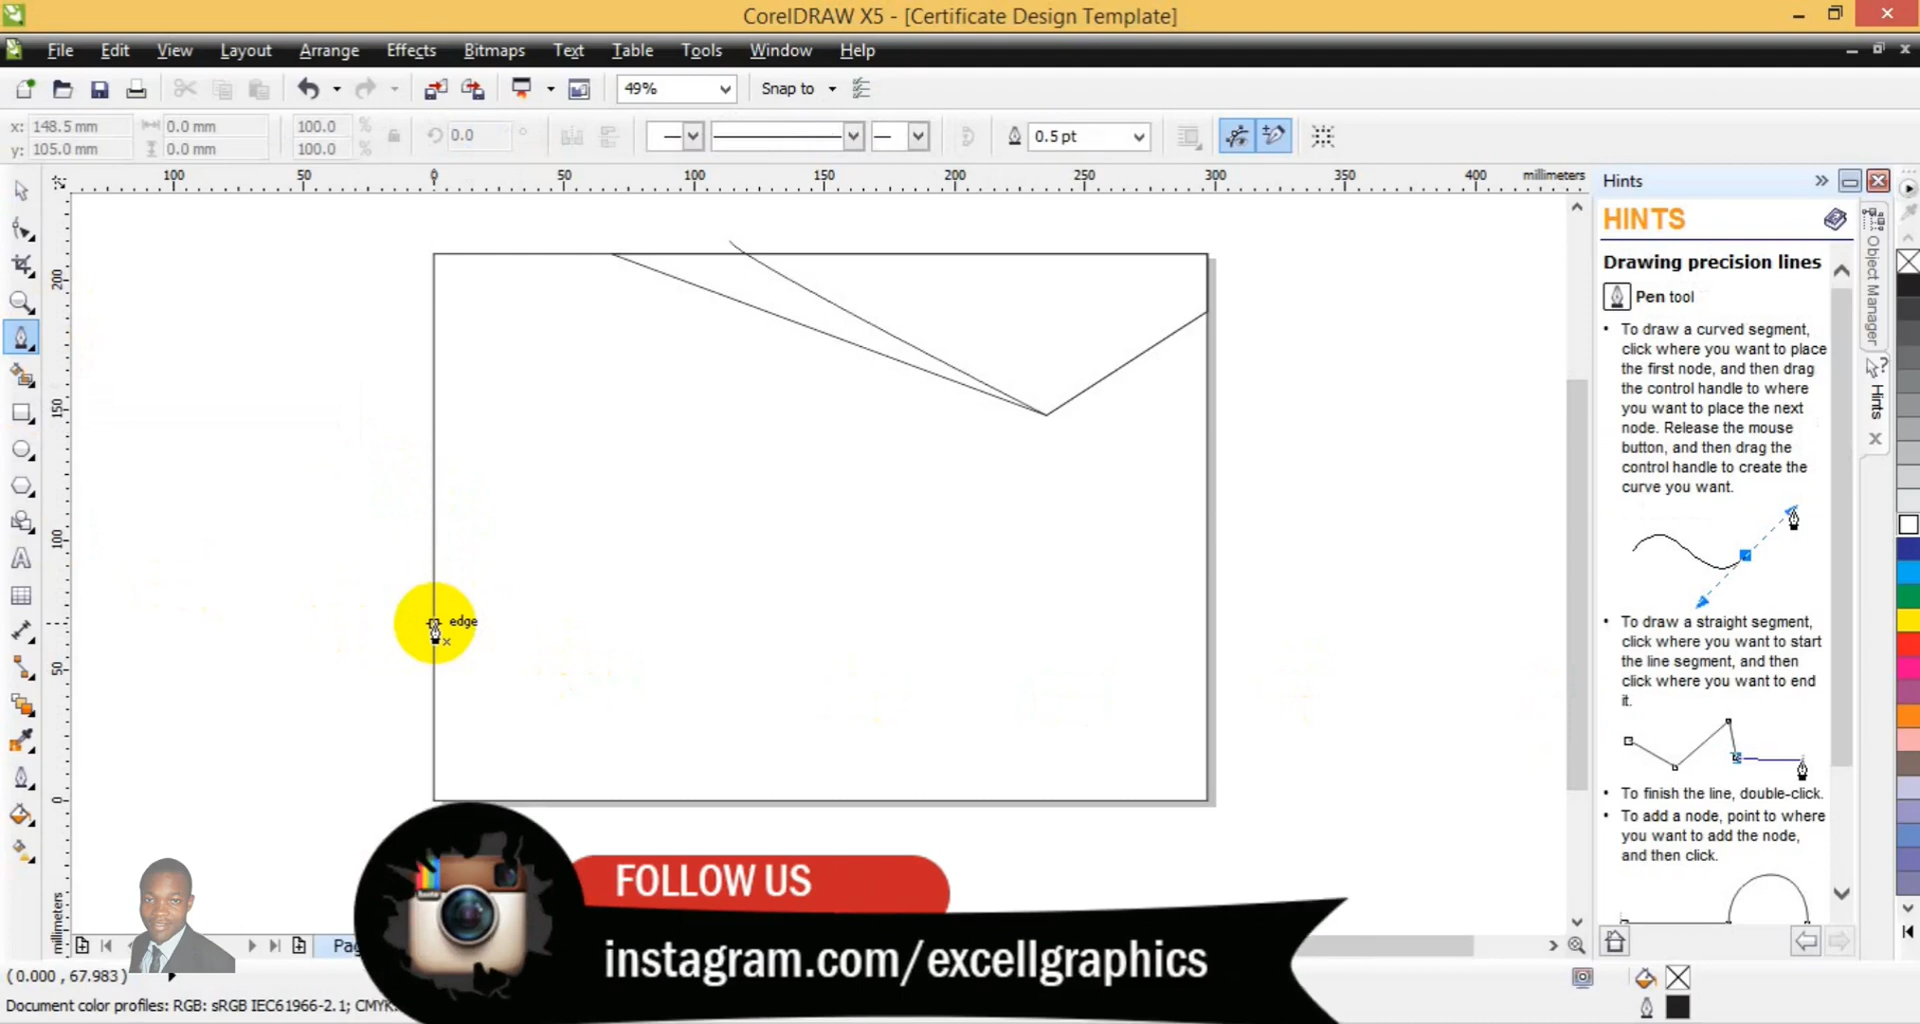 CorelDRAW X5 - [Certificate Design Template]
File Edit View Layout Arrange Effects Bitmaps Text Table Tools Window Help
49% Snap to
x: 148.5 mm 0.0 mm 100.0 % 0.0 ° 0.5 pt
y: 105.0 mm 0.0 mm 100.0 %
100 50 0 50 100 150 200 250 300 350 400 millimeters
200
150
100
50
0
millimeters
edge
Hints
HINTS
Drawing precision lines
Pen tool
• To draw a curved segment,
click where you want to place
the first node, and then drag
the control handle to where
you want to place the next
node. Release the mouse
button, and then drag the
control handle to create the
curve you want.
• To draw a straight segment,
click where you want to start
the line segment, and then
click where you want to end
it.
• To finish the line, double-click.
• To add a node, point to where
you want to add the node,
and then click.
Object Manager
Hints
FOLLOW US
instagram.com/excellgraphics
(0.000 , 67.983 )
Document color profiles: RGB: sRGB IEC61966-2.1; CMYK: